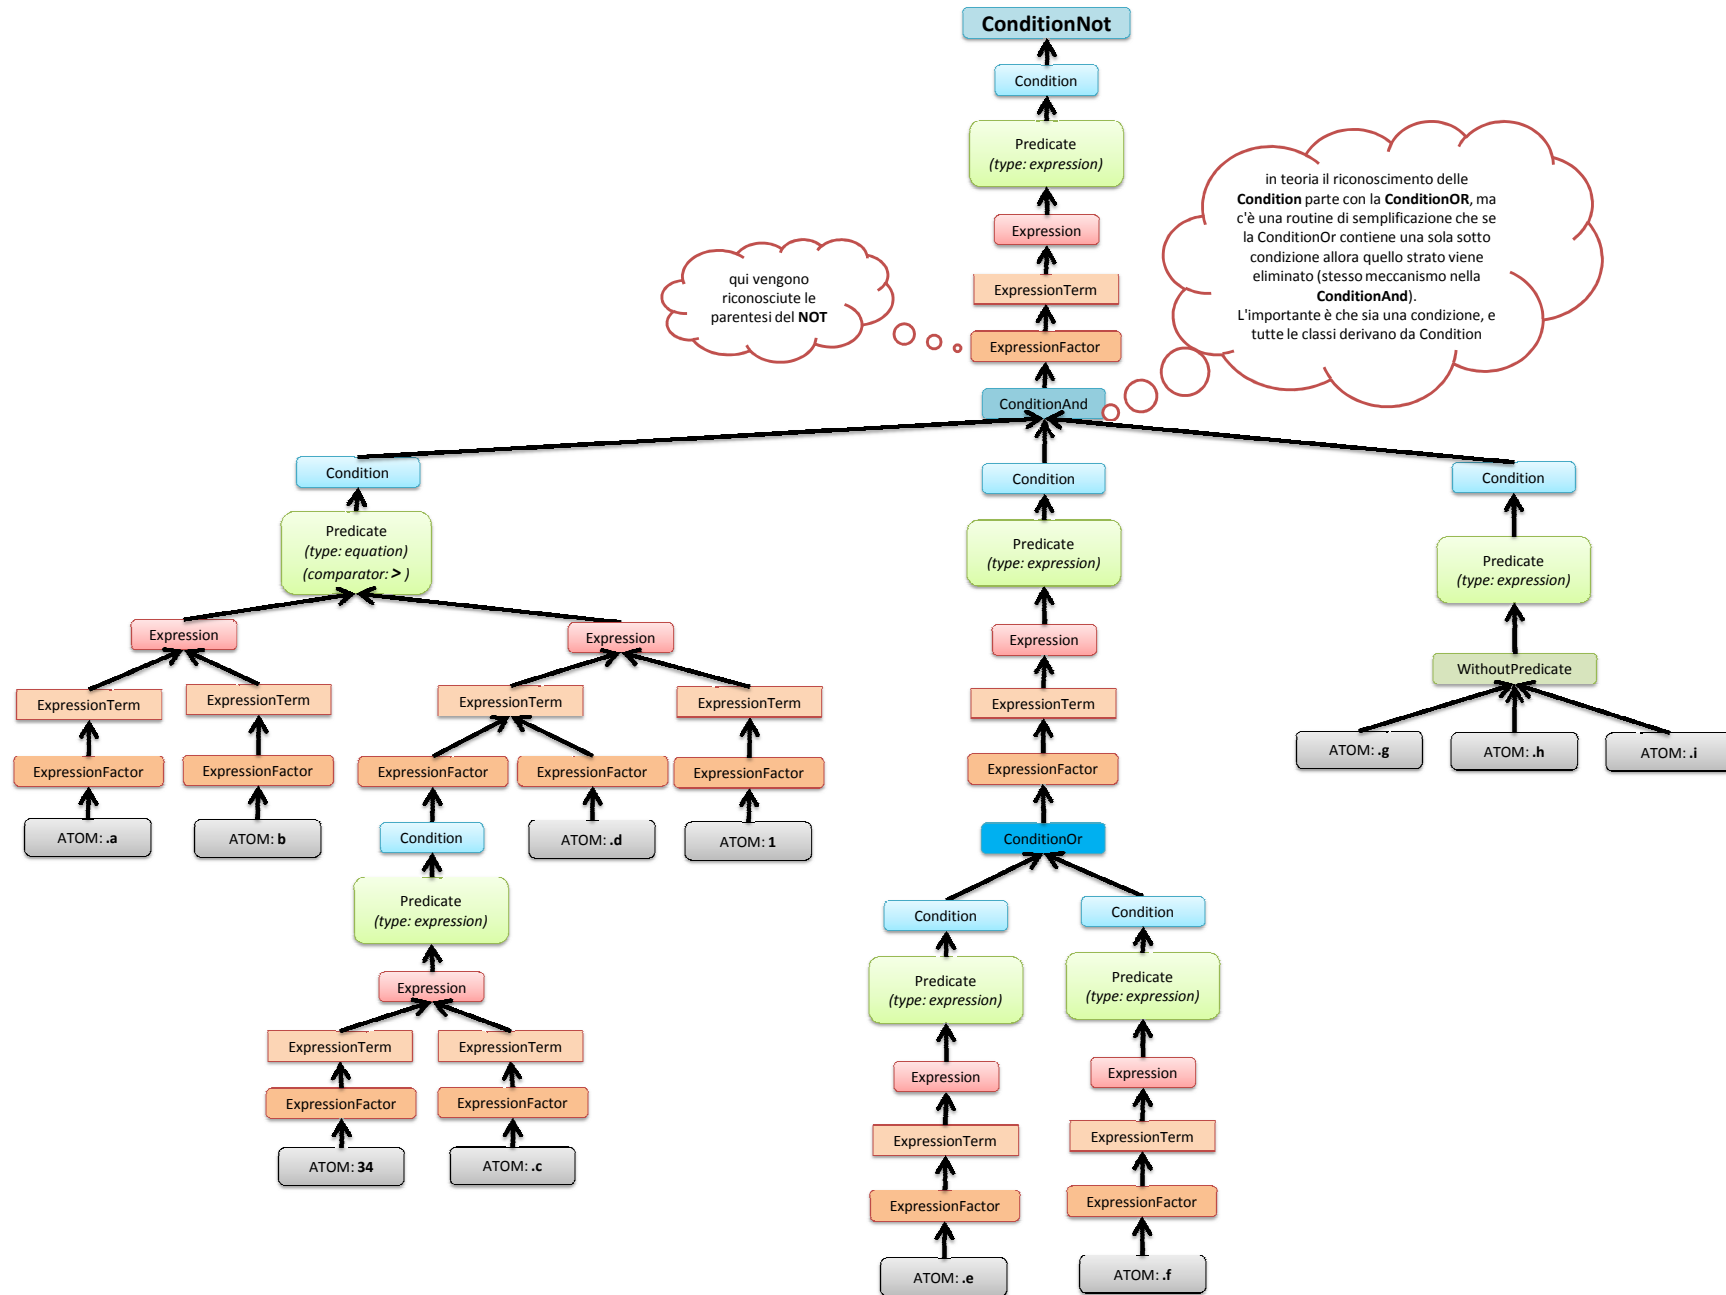 ConditionNot
Condition
Predicate
(type: expression)
Expression
ExpressionTerm
ExpressionFactor
ConditionAnd
qui vengono
riconosciute le
parentesi del NOT
in teoria il riconoscimento delle
Condition parte con la ConditionOR, ma
c'è una routine di semplificazione che se
la ConditionOr contiene una sola sotto
condizione allora quello strato viene
eliminato (stesso meccanismo nella
ConditionAnd).
L'importante è che sia una condizione, e
tutte le classi derivano da Condition
Condition
Predicate
(type: equation)
(comparator: > )
Expression
Expression
ExpressionTerm
ExpressionTerm
ExpressionTerm
ExpressionTerm
ExpressionFactor
ExpressionFactor
ExpressionFactor
ExpressionFactor
ExpressionFactor
ATOM: .a
ATOM: b
Condition
ATOM: .d
ATOM: 1
Predicate
(type: expression)
Expression
ExpressionTerm
ExpressionTerm
ExpressionFactor
ExpressionFactor
ATOM: 34
ATOM: .c
Condition
Predicate
(type: expression)
Expression
ExpressionTerm
ExpressionFactor
ConditionOr
Condition
Condition
Predicate
(type: expression)
Predicate
(type: expression)
Expression
Expression
ExpressionTerm
ExpressionTerm
ExpressionFactor
ExpressionFactor
ATOM: .e
ATOM: .f
Condition
Predicate
(type: expression)
WithoutPredicate
ATOM: .g
ATOM: .h
ATOM: .i